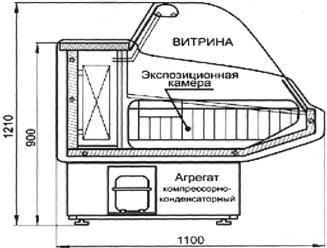 ВИТРИНА
Экспозиционная
камера
1210
900
Агрегат
компрессорно-
конденсаторный
1100